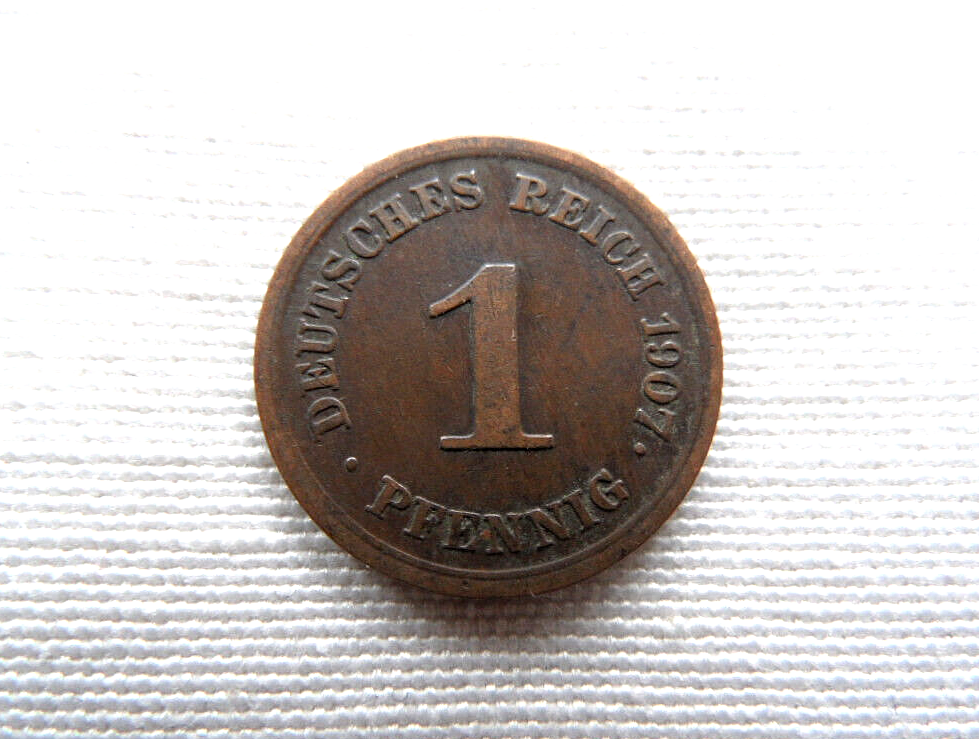 DEUTSCHES REICH 1907
1
· PFENNIG ·